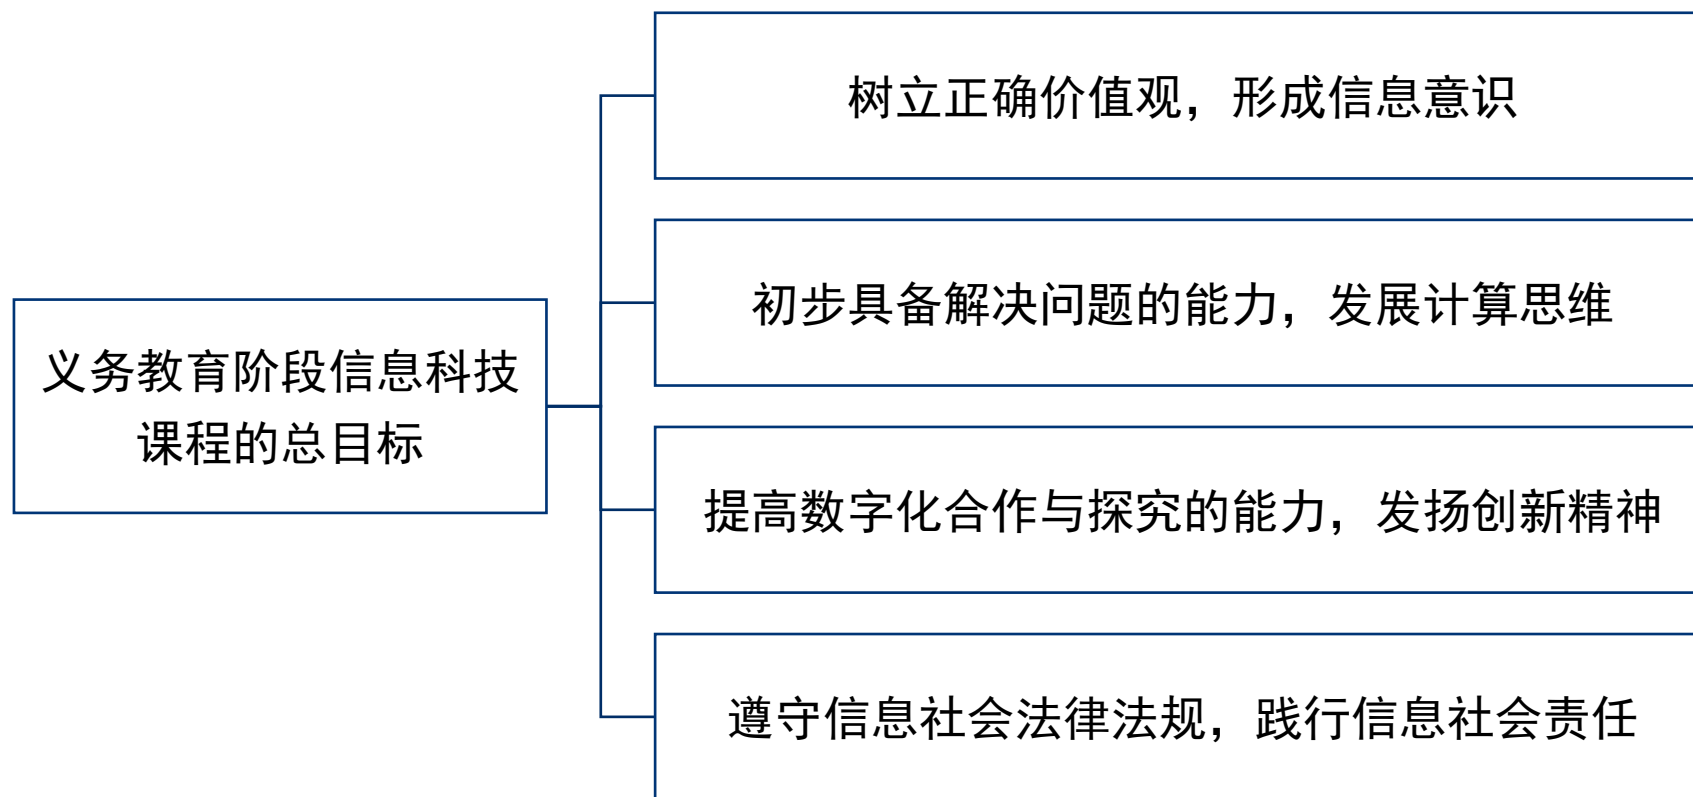 树立正确价值观，形成信息意识
初步具备解决问题的能力，发展计算思维
义务教育阶段信息科技
课程的总目标
提高数字化合作与探究的能力，发扬创新精神
遵守信息社会法律法规，践行信息社会责任